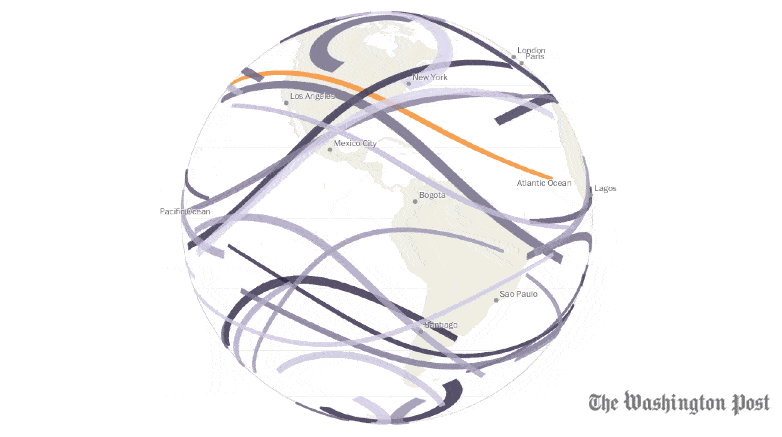 London
Paris
New York
Los Angeles
Mexico City
Atlantic Ocean
Lagos
Bogota
Pacific Ocean
Sao Paulo
Santiago
The Washington Post